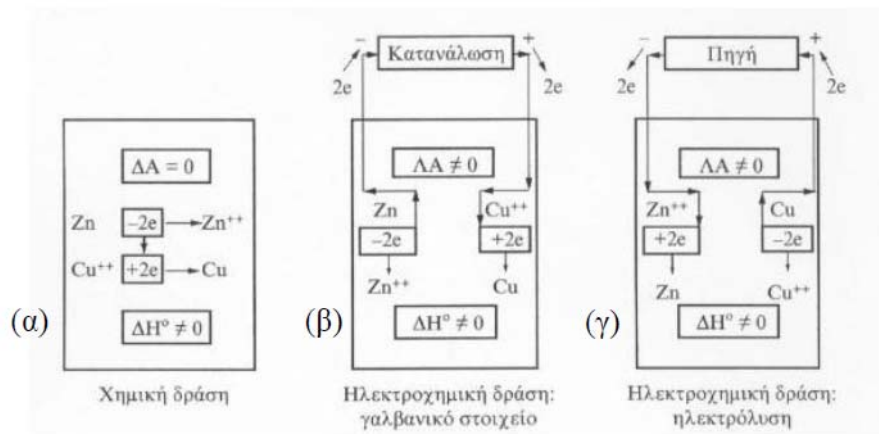 (α)
ΔA = 0
Zn −2e Zn⁺⁺
Cu⁺⁺ +2e Cu
ΔH° ≠ 0
Χημική δράση
(β)
− Κατανάλωση +
2e 2e
ΛA ≠ 0
Zn Cu⁺⁺
−2e +2e
Zn⁺⁺ Cu
ΔH° ≠ 0
Ηλεκτροχημική δράση:
γαλβανικό στοιχείο
(γ)
− Πηγή +
2e 2e
ΛA ≠ 0
Zn⁺⁺ Cu
+2e −2e
Zn Cu⁺⁺
ΔH° ≠ 0
Ηλεκτροχημική δράση:
ηλεκτρόλυση